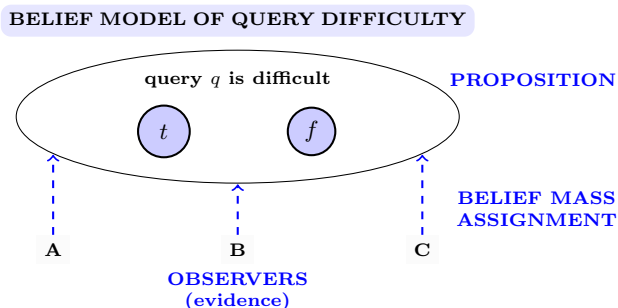 BELIEF MODEL OF QUERY DIFFICULTY
query q is difficult
PROPOSITION
t
f
BELIEF MASS
ASSIGNMENT
A
B
C
OBSERVERS
(evidence)